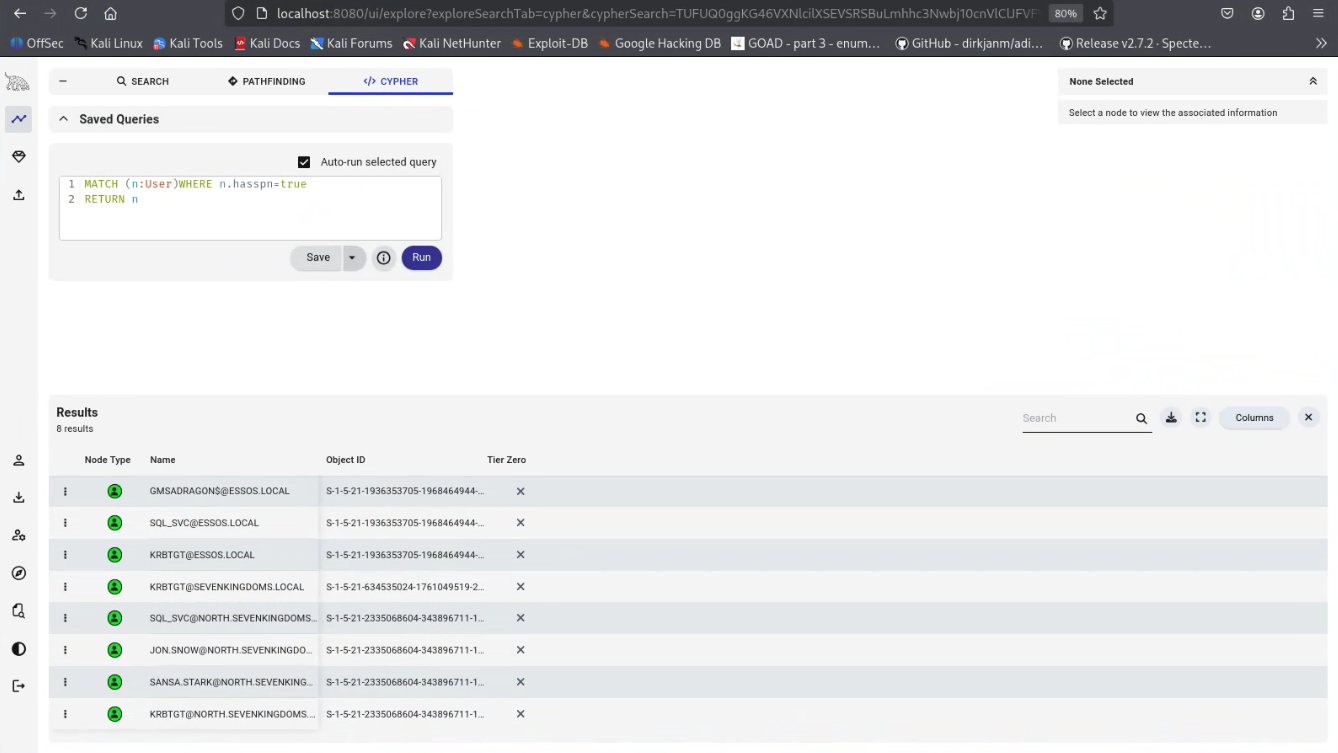 localhost:8080/ui/explore?exploreSearchTab=cypher&cypherSearch=TUFUQ0ggKG46VXNlcilXSEVSRSBuLmhhc3Nwbj10cnVlClJFVFV
80%
OffSec
Kali Linux
Kali Tools
Kali Docs
Kali Forums
Kali NetHunter
Exploit-DB
Google Hacking DB
GOAD - part 3 - enum…
GitHub - dirkjanm/adi…
Release v2.7.2 · Specte…
SEARCH
PATHFINDING
</> CYPHER
None Selected
Select a node to view the associated information
Saved Queries
Auto-run selected query
1 MATCH (n:User)WHERE n.hasspn=true
2 RETURN n
Save
Run
Results
8 results
Search
Columns
Node Type Name Object ID Tier Zero
GMSADRAGON$@ESSOS.LOCAL S-1-5-21-1936353705-1968464944-...
SQL_SVC@ESSOS.LOCAL S-1-5-21-1936353705-1968464944-...
KRBTGT@ESSOS.LOCAL S-1-5-21-1936353705-1968464944-...
KRBTGT@SEVENKINGDOMS.LOCAL S-1-5-21-634535024-1761049519-2...
SQL_SVC@NORTH.SEVENKINGDOMS... S-1-5-21-2335068604-343896711-1...
JON.SNOW@NORTH.SEVENKINGDO... S-1-5-21-2335068604-343896711-1...
SANSA.STARK@NORTH.SEVENKING... S-1-5-21-2335068604-343896711-1...
KRBTGT@NORTH.SEVENKINGDOMS.... S-1-5-21-2335068604-343896711-1...